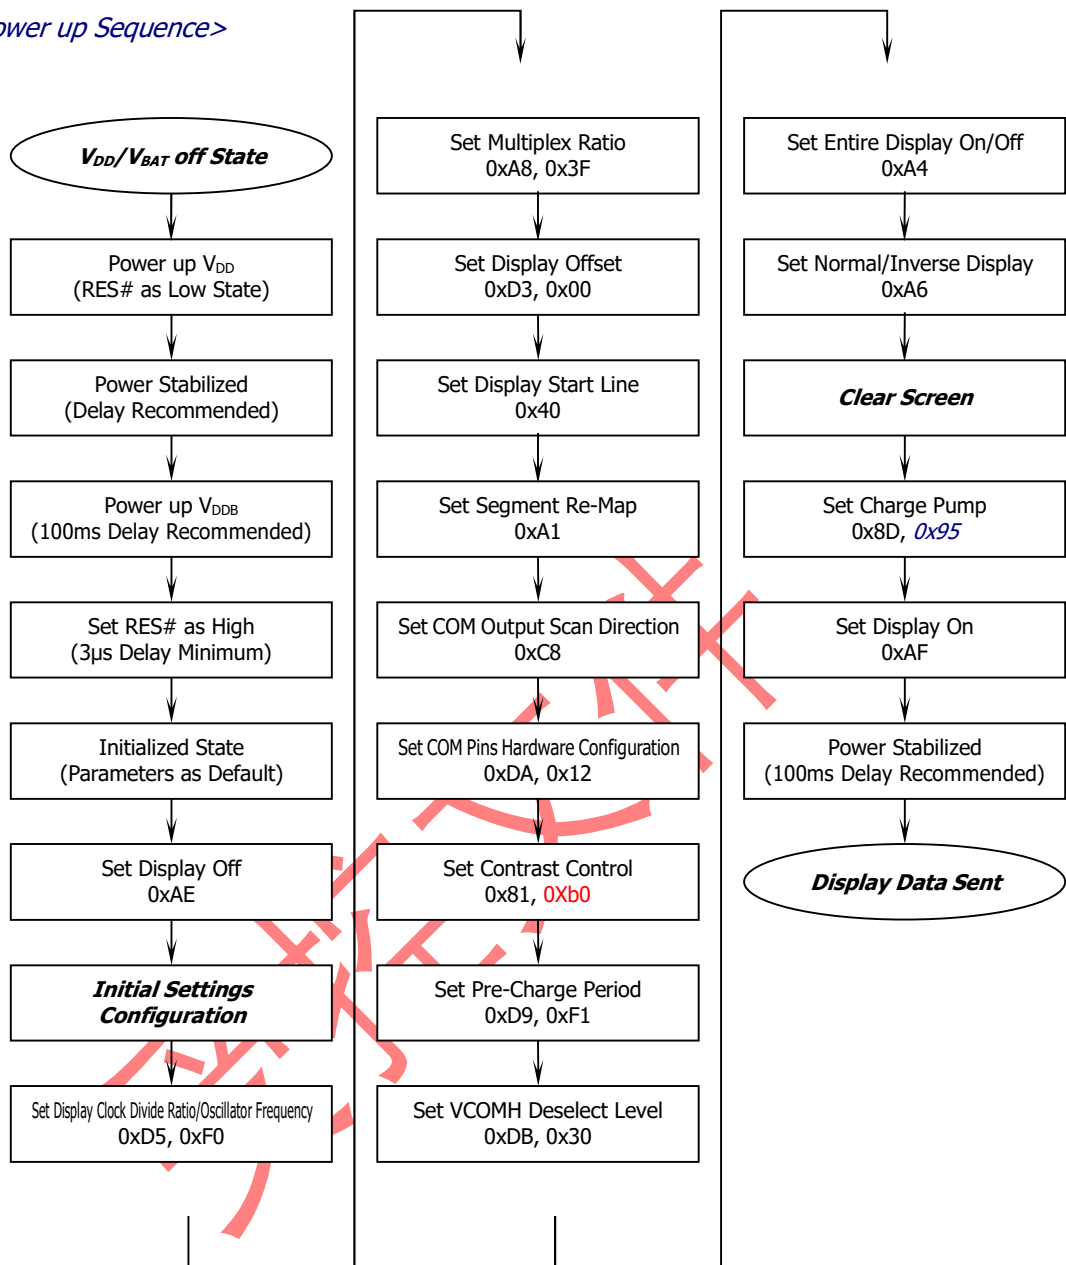 ower up Sequence>
VDD/VBAT off State
Power up VDD
(RES# as Low State)
Power Stabilized
(Delay Recommended)
Power up VDDB
(100ms Delay Recommended)
Set RES# as High
(3μs Delay Minimum)
Initialized State
(Parameters as Default)
Set Display Off
0xAE
Initial Settings
Configuration
Set Display Clock Divide Ratio/Oscillator Frequency
0xD5, 0xF0
Set Multiplex Ratio
0xA8, 0x3F
Set Display Offset
0xD3, 0x00
Set Display Start Line
0x40
Set Segment Re-Map
0xA1
Set COM Output Scan Direction
0xC8
Set COM Pins Hardware Configuration
0xDA, 0x12
Set Contrast Control
0x81, 0Xb0
Set Pre-Charge Period
0xD9, 0xF1
Set VCOMH Deselect Level
0xDB, 0x30
Set Entire Display On/Off
0xA4
Set Normal/Inverse Display
0xA6
Clear Screen
Set Charge Pump
0x8D, 0x95
Set Display On
0xAF
Power Stabilized
(100ms Delay Recommended)
Display Data Sent